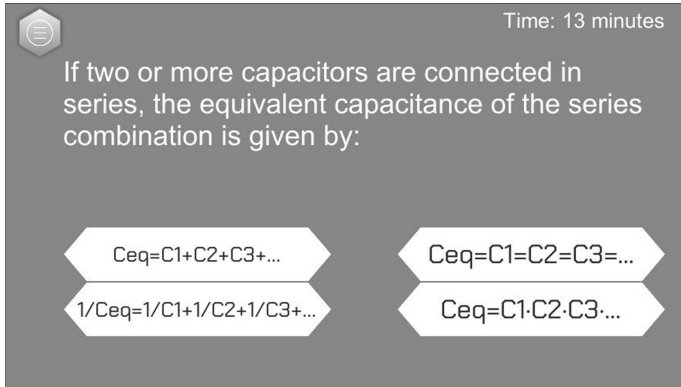 Time: 13 minutes
If two or more capacitors are connected in
series, the equivalent capacitance of the series
combination is given by:
Ceq=C1+C2+C3+...
Ceq=C1=C2=C3=...
1/Ceq=1/C1+1/C2+1/C3+...
Ceq=C1·C2·C3·...